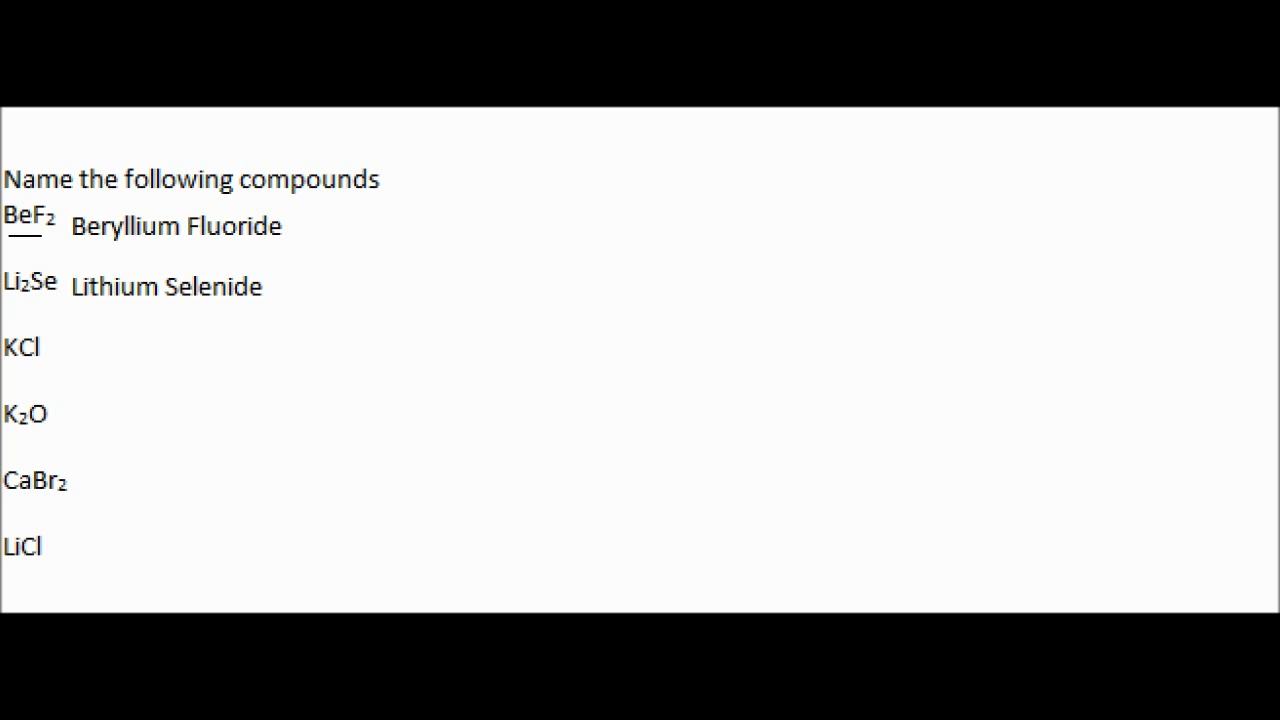 Name the following compounds
BeF₂ Beryllium Fluoride
Li₂Se Lithium Selenide
KCl
K₂O
CaBr₂
LiCl